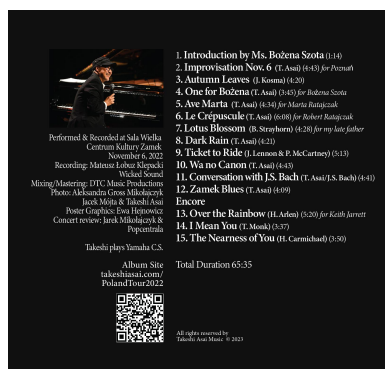 Performed & Recorded at Sala Wielka
Centrum Kultury Zamek
November 6, 2022
Recording: Mateusz Łobuz Klepacki
Wicked Sound
Mixing/Mastering: DTC Music Productions
Photo: Aleksandra Gross Mikołajczyk
Jacek Mójta & Takeshi Asai
Poster Graphics: Ewa Hejnowicz
Concert review: Jarek Mikołajczyk &
Popcentrala
Takeshi plays Yamaha C.S.
Album Site
takeshiasai.com/
PolandTour2022
1. Introduction by Ms. Bożena Szota (1:14)
2. Improvisation Nov. 6 (T. Asai) (4:43) for Poznań
3. Autumn Leaves (J. Kosma) (4:20)
4. One for Bożena (T. Asai) (3:45) for Bożena Szota
5. Ave Marta (T. Asai) (4:34) for Marta Ratajczak
6. Le Crépuscule (T. Asai) (6:08) for Robert Ratajczak
7. Lotus Blossom (B. Strayhorn) (4:28) for my late father
8. Dark Rain (T. Asai) (4:21)
9. Ticket to Ride (J. Lennon & P. McCartney) (5:13)
10. Wa no Canon (T. Asai) (4:43)
11. Conversation with J.S. Bach (T. Asai/J.S. Bach) (4:41)
12. Zamek Blues (T. Asai) (4:09)
Encore
13. Over the Rainbow (H. Arlen) (5:20) for Keith Jarrett
14. I Mean You (T. Monk) (3:37)
15. The Nearness of You (H. Carmichael) (3:50)
Total Duration 65:35
All rights reserved by
Takeshi Asai Music ® 2023